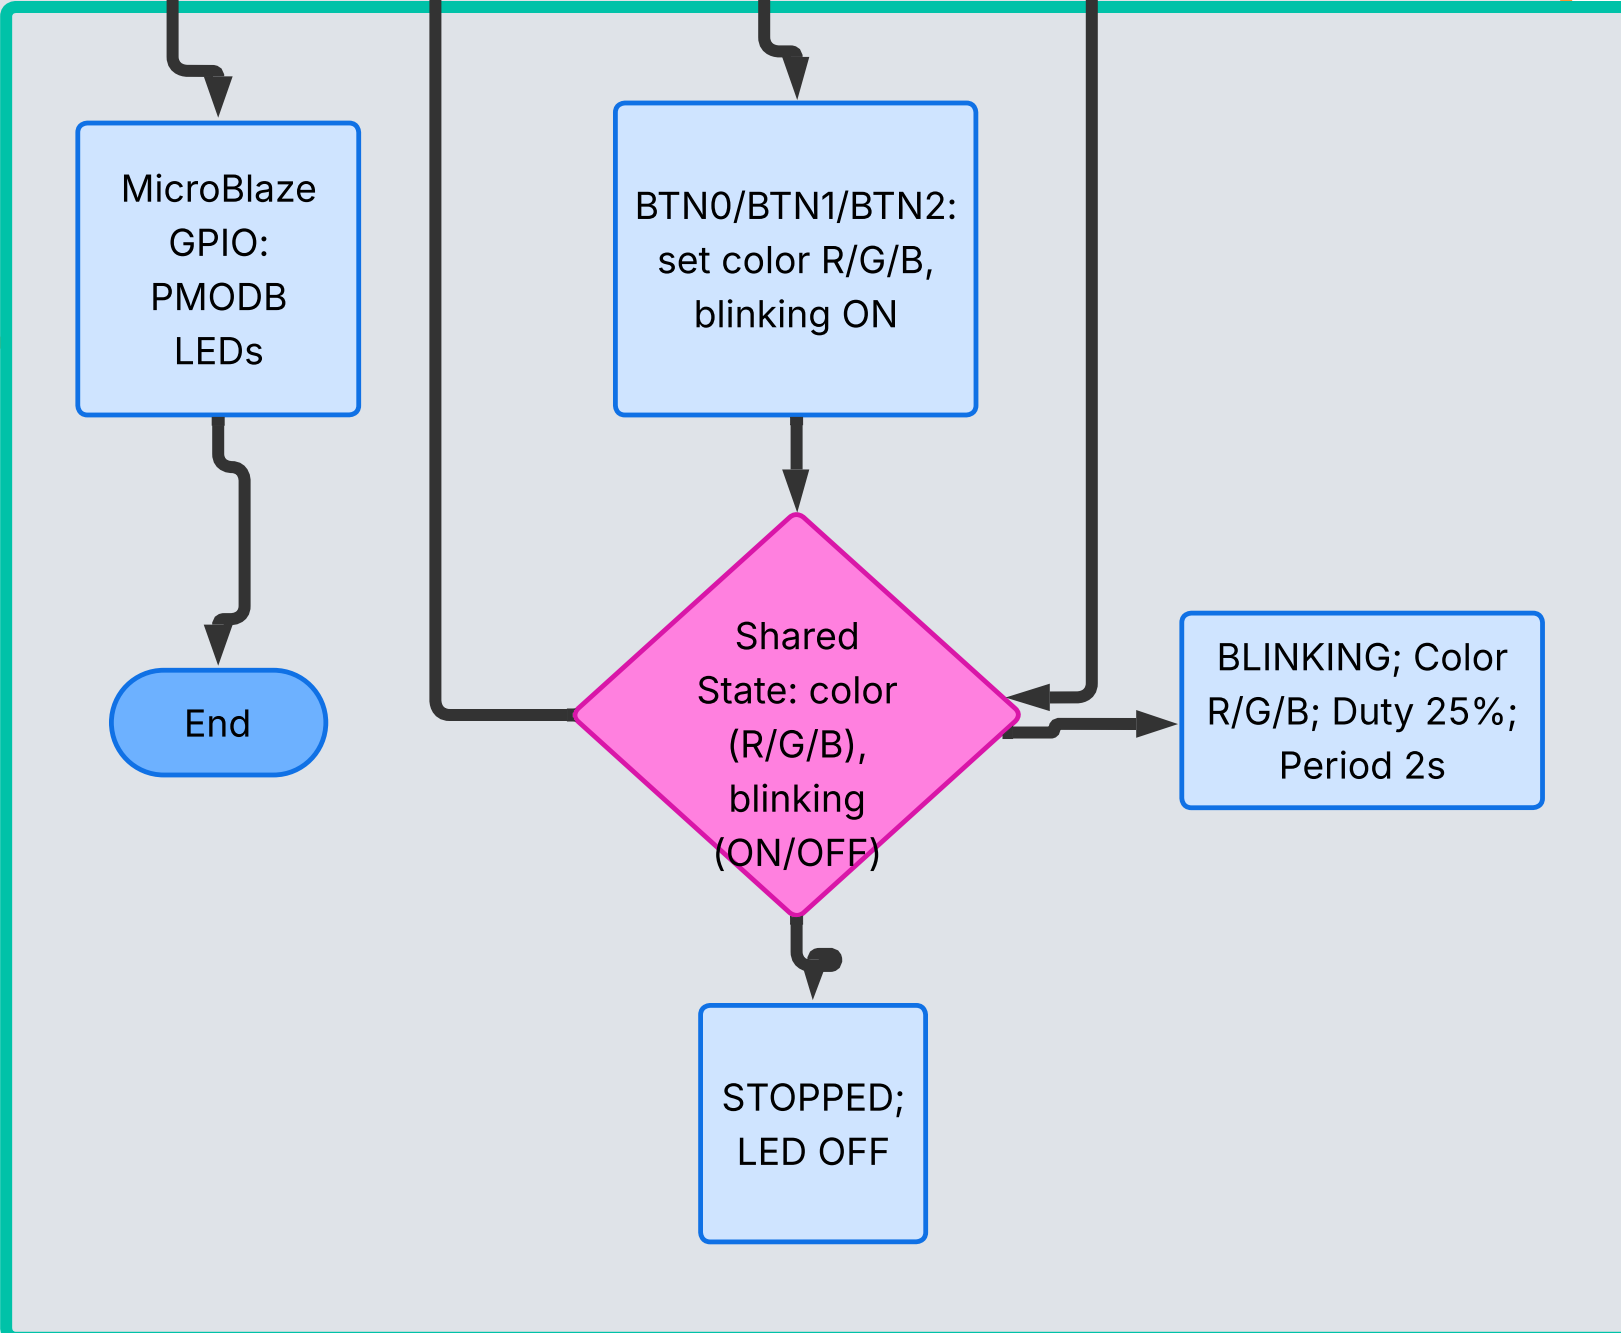 MicroBlaze
GPIO:
PMODB
LEDs
BTN0/BTN1/BTN2:
set color R/G/B,
blinking ON
End
Shared
State: color
(R/G/B),
blinking
(ON/OFF)
BLINKING; Color
R/G/B; Duty 25%;
Period 2s
STOPPED;
LED OFF